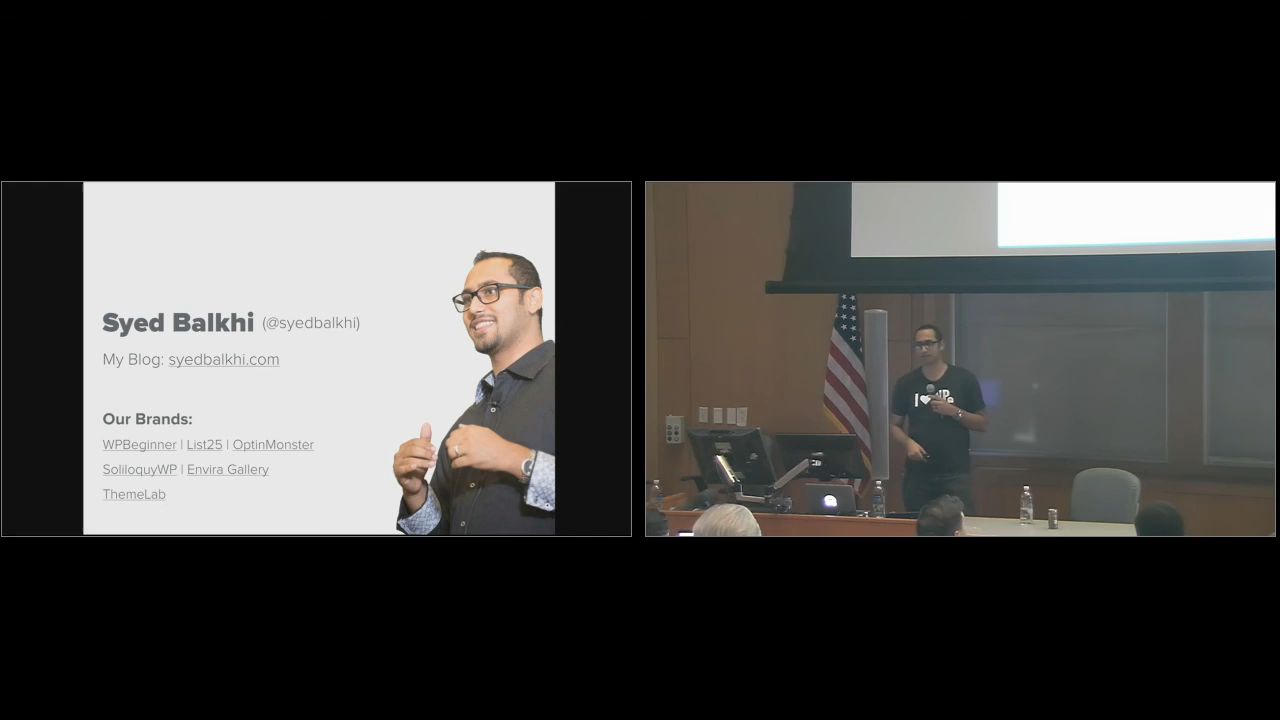 Syed Balkhi (@syedbalkhi)
My Blog: syedbalkhi.com
Our Brands:
WPBeginner | List25 | OptinMonster
SoliloquyWP | Envira Gallery
ThemeLab
I